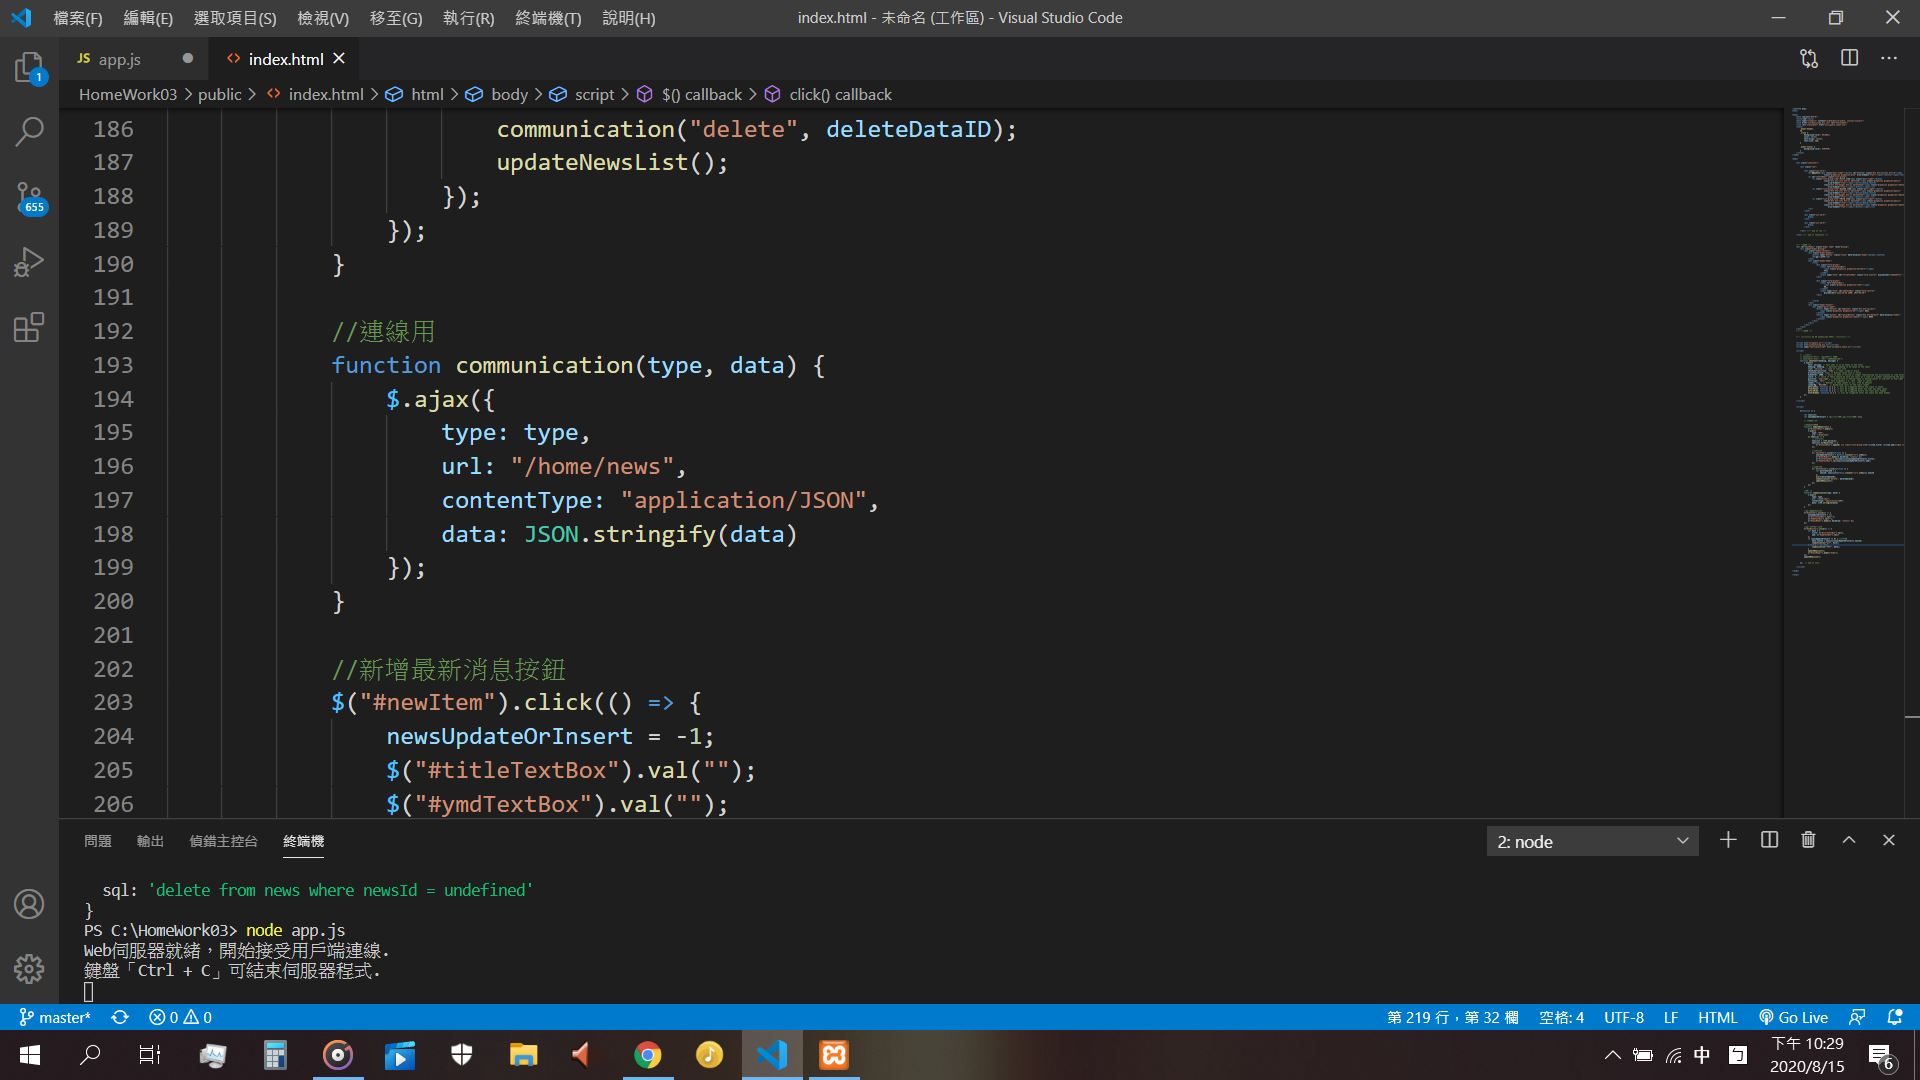 檔案(F) 編輯(E) 選取項目(S) 檢視(V) 移至(G) 執行(R) 終端機(T) 說明(H) index.html - 未命名 (工作區) - Visual Studio Code
JS app.js index.html
HomeWork03 > public > index.html > html > body > script > $() callback > click() callback
186 communication("delete", deleteDataID);
187 updateNewsList();
188 });
189 });
190 }
191
192 //連線用
193 function communication(type, data) {
194 $.ajax({
195 type: type,
196 url: "/home/news",
197 contentType: "application/JSON",
198 data: JSON.stringify(data)
199 });
200 }
201
202 //新增最新消息按鈕
203 $("#newItem").click(() => {
204 newsUpdateOrInsert = -1;
205 $("#titleTextBox").val("");
206 $("#ymdTextBox").val("");
1
655
問題 輸出 偵錯主控台 終端機 2: node
sql: 'delete from news where newsId = undefined'
}
PS C:\HomeWork03> node app.js
Web伺服器就緒，開始接受用戶端連線.
鍵盤「Ctrl + C」可結束伺服器程式.
master* 0 0 第 219 行，第 32 欄 空格: 4 UTF-8 LF HTML Go Live
中 下午 10:29
2020/8/15 6